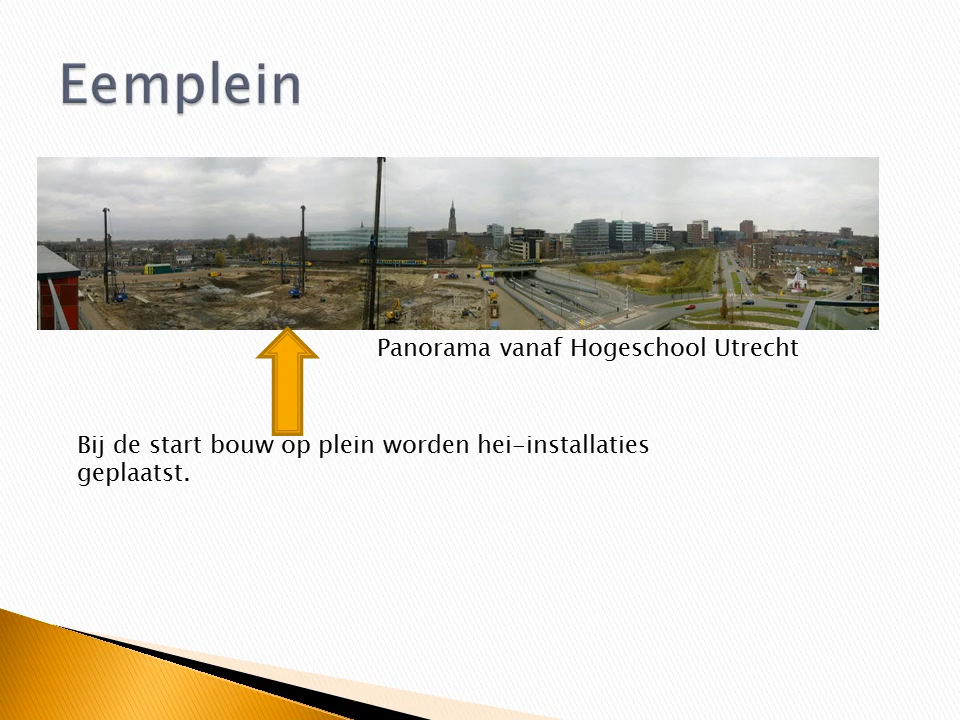 Eemplein
Panorama vanaf Hogeschool Utrecht
Bij de start bouw op plein worden hei-installaties
geplaatst.